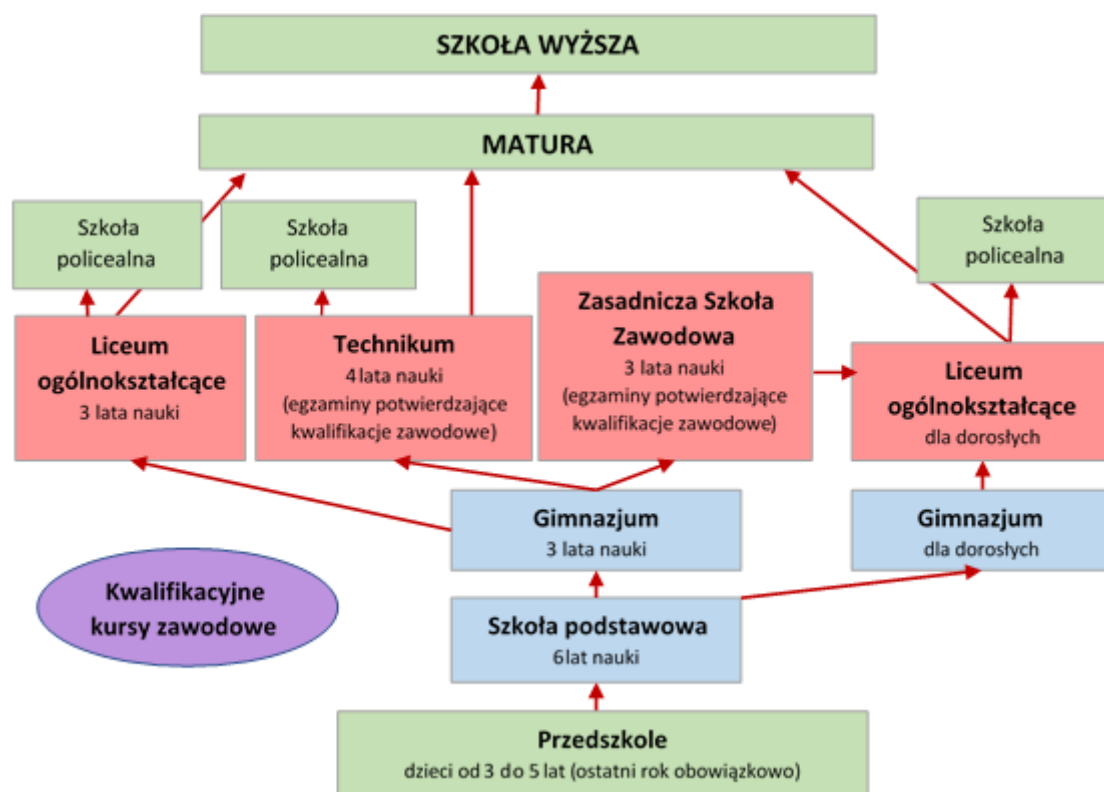 SZKOŁA WYŻSZA
MATURA
Szkoła
policealna
Szkoła
policealna
Szkoła
policealna
Liceum
ogólnokształcące
3 lata nauki
Technikum
4 lata nauki
(egzaminy potwierdzające
kwalifikacje zawodowe)
Zasadnicza Szkoła
Zawodowa
3 lata nauki
(egzaminy potwierdzające
kwalifikacje zawodowe)
Liceum
ogólnokształcące
dla dorosłych
Gimnazjum
3 lata nauki
Gimnazjum
dla dorosłych
Kwalifikacyjne
kursy zawodowe
Szkoła podstawowa
6 lat nauki
Przedszkole
dzieci od 3 do 5 lat (ostatni rok obowiązkowo)